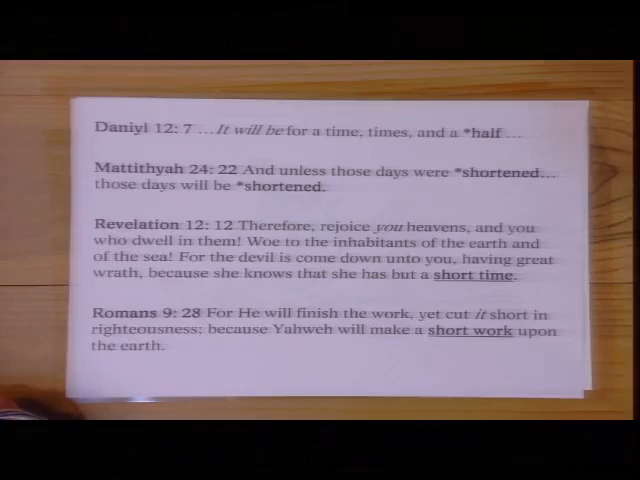 Daniyl 12: 7 …It will be for a time, times, and a *half …
Mattithyah 24: 22 And unless those days were *shortened…
those days will be *shortened.
Revelation 12: 12 Therefore, rejoice you heavens, and you
who dwell in them! Woe to the inhabitants of the earth and
of the sea! For the devil is come down unto you, having great
wrath, because she knows that she has but a short time.
Romans 9: 28 For He will finish the work, yet cut it short in
righteousness; because Yahweh will make a short work upon
the earth.